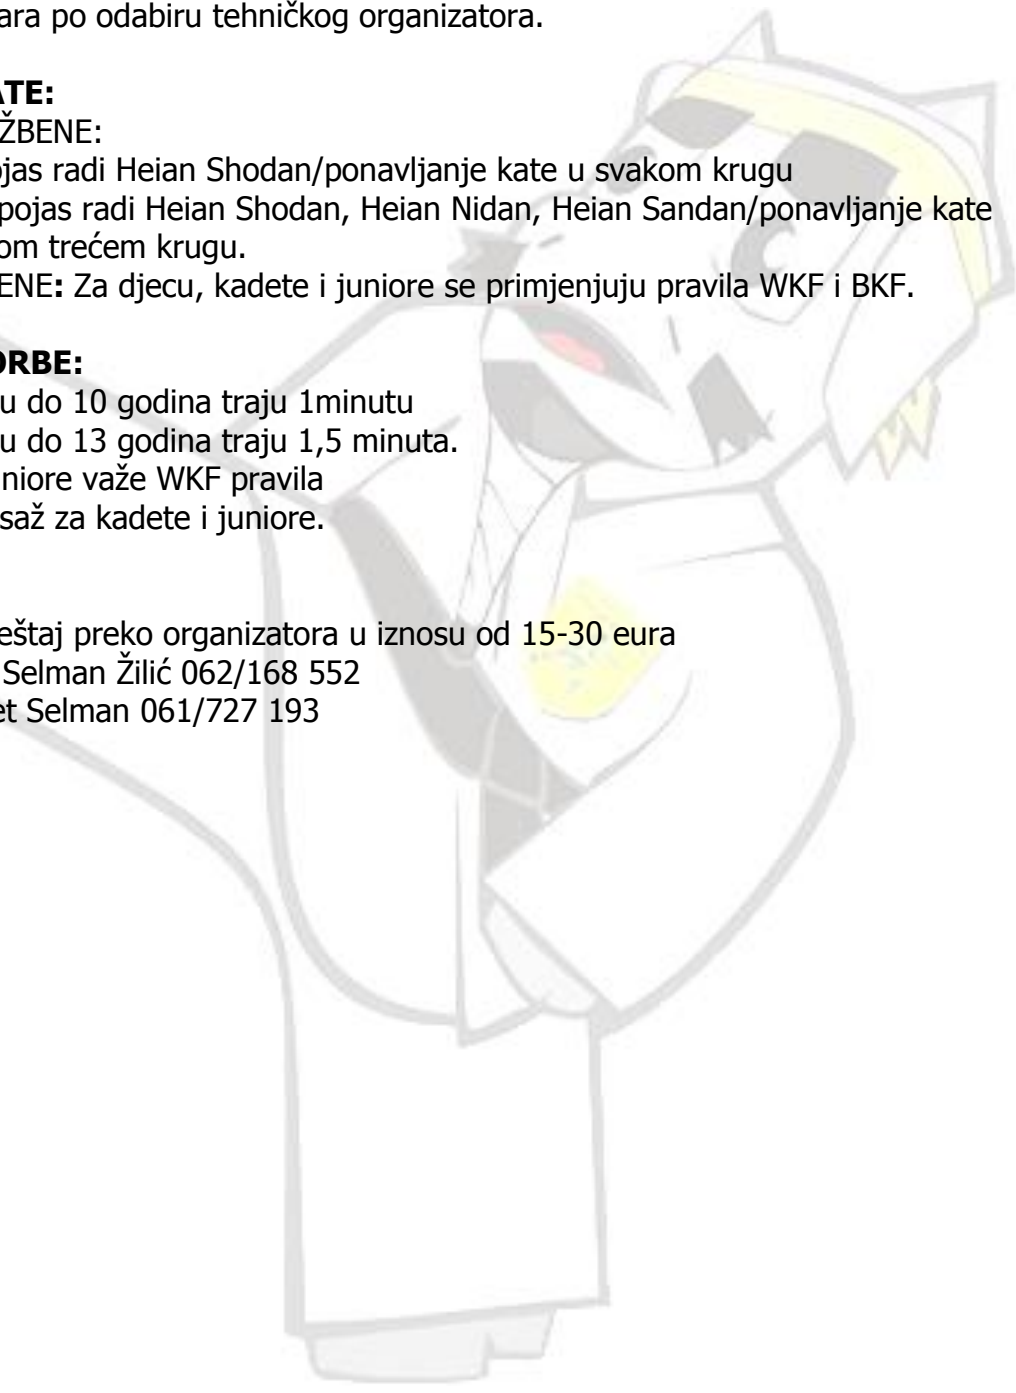 ara po odabiru tehničkog organizatora.
ATE:
ŽBENE:
ojas radi Heian Shodan/ponavljanje kate u svakom krugu
pojas radi Heian Shodan, Heian Nidan, Heian Sandan/ponavljanje kate
om trećem krugu.
ENE: Za djecu, kadete i juniore se primjenjuju pravila WKF i BKF.
ORBE:
u do 10 godina traju 1minutu
u do 13 godina traju 1,5 minuta.
niore važe WKF pravila
saž za kadete i juniore.
eštaj preko organizatora u iznosu od 15-30 eura
Selman Žilić 062/168 552
et Selman 061/727 193